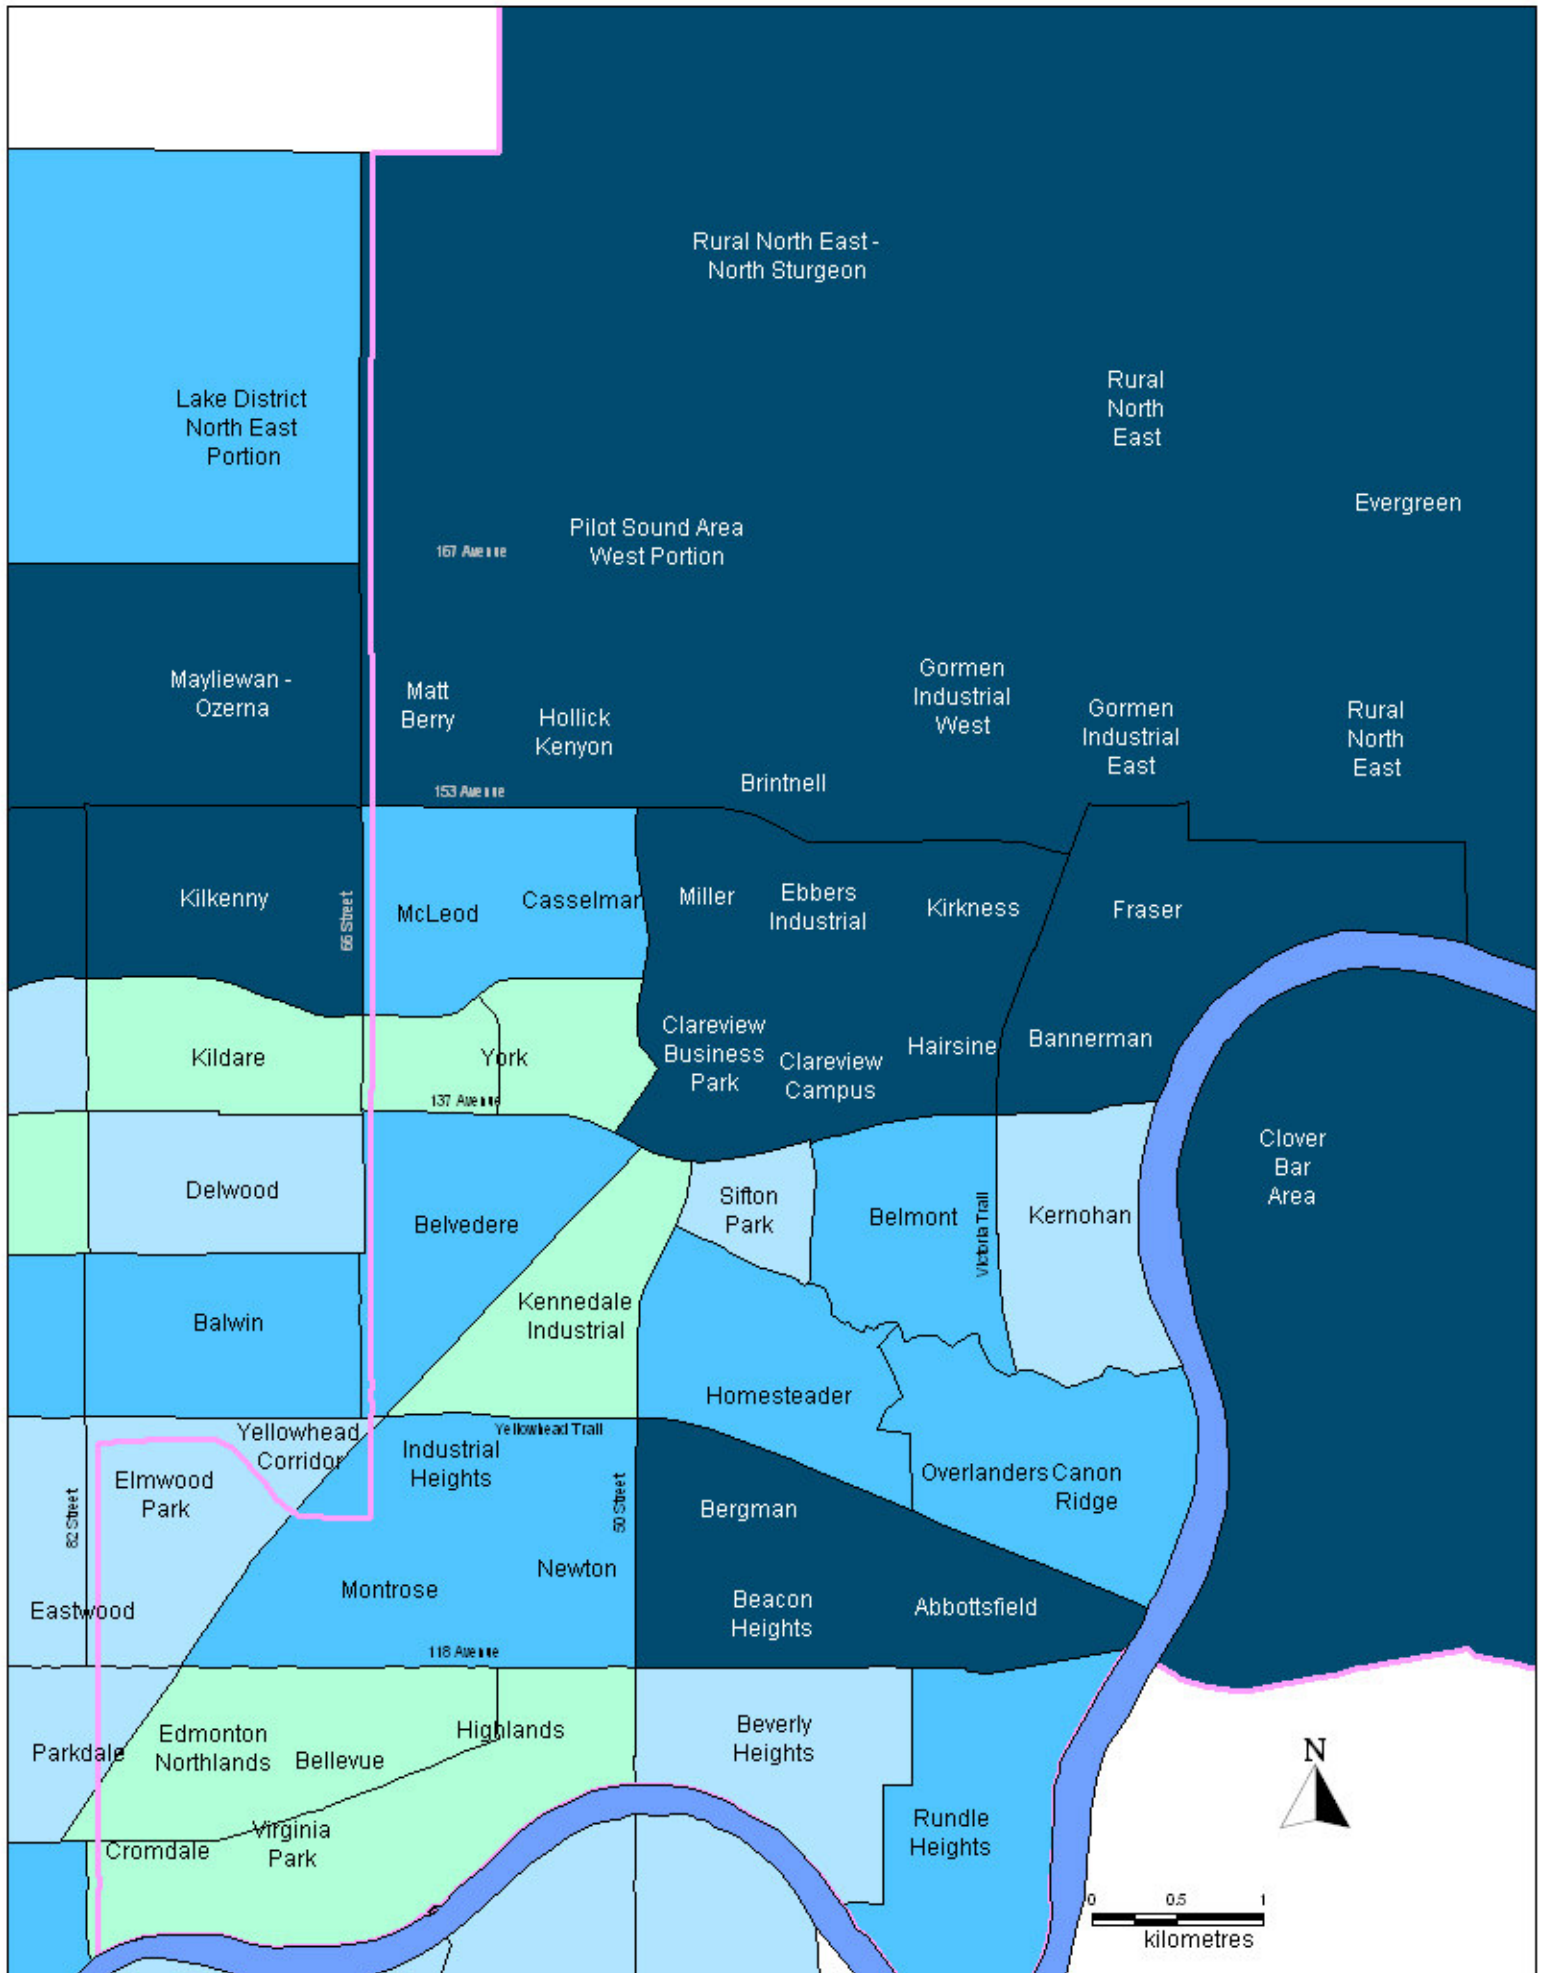 Rural North East -
North Sturgeon
Rural
North
East
Lake District
North East
Portion
Evergreen
167 Avenue
Pilot Sound Area
West Portion
Mayliewan -
Ozerna
Matt
Berry
Hollick
Kenyon
Gormen
Industrial
West
Gormen
Industrial
East
Rural
North
East
153 Avenue
Brintnell
Kilkenny
66 Street
McLeod
Casselman
Miller
Ebbers
Industrial
Kirkness
Fraser
Kildare
York
Clareview
Business
Park
Clareview
Campus
Hairsine
Bannerman
137 Avenue
Delwood
Belvedere
Sifton
Park
Belmont
Victoria Trail
Kernohan
Clover
Bar
Area
Balwin
Kennedale
Industrial
Homesteader
Yellowhead
Corridor
Yellowhead Trail
Industrial
Heights
Elmwood
Park
82 Street
50 Street
Bergman
Overlanders
Canon
Ridge
Newton
Montrose
Eastwood
Beacon
Heights
Abbottsfield
118 Avenue
Parkdale
Edmonton
Northlands
Bellevue
Highlands
Beverly
Heights
N
Cromdale
Virginia
Park
Rundle
Heights
0 0.5 1
kilometres